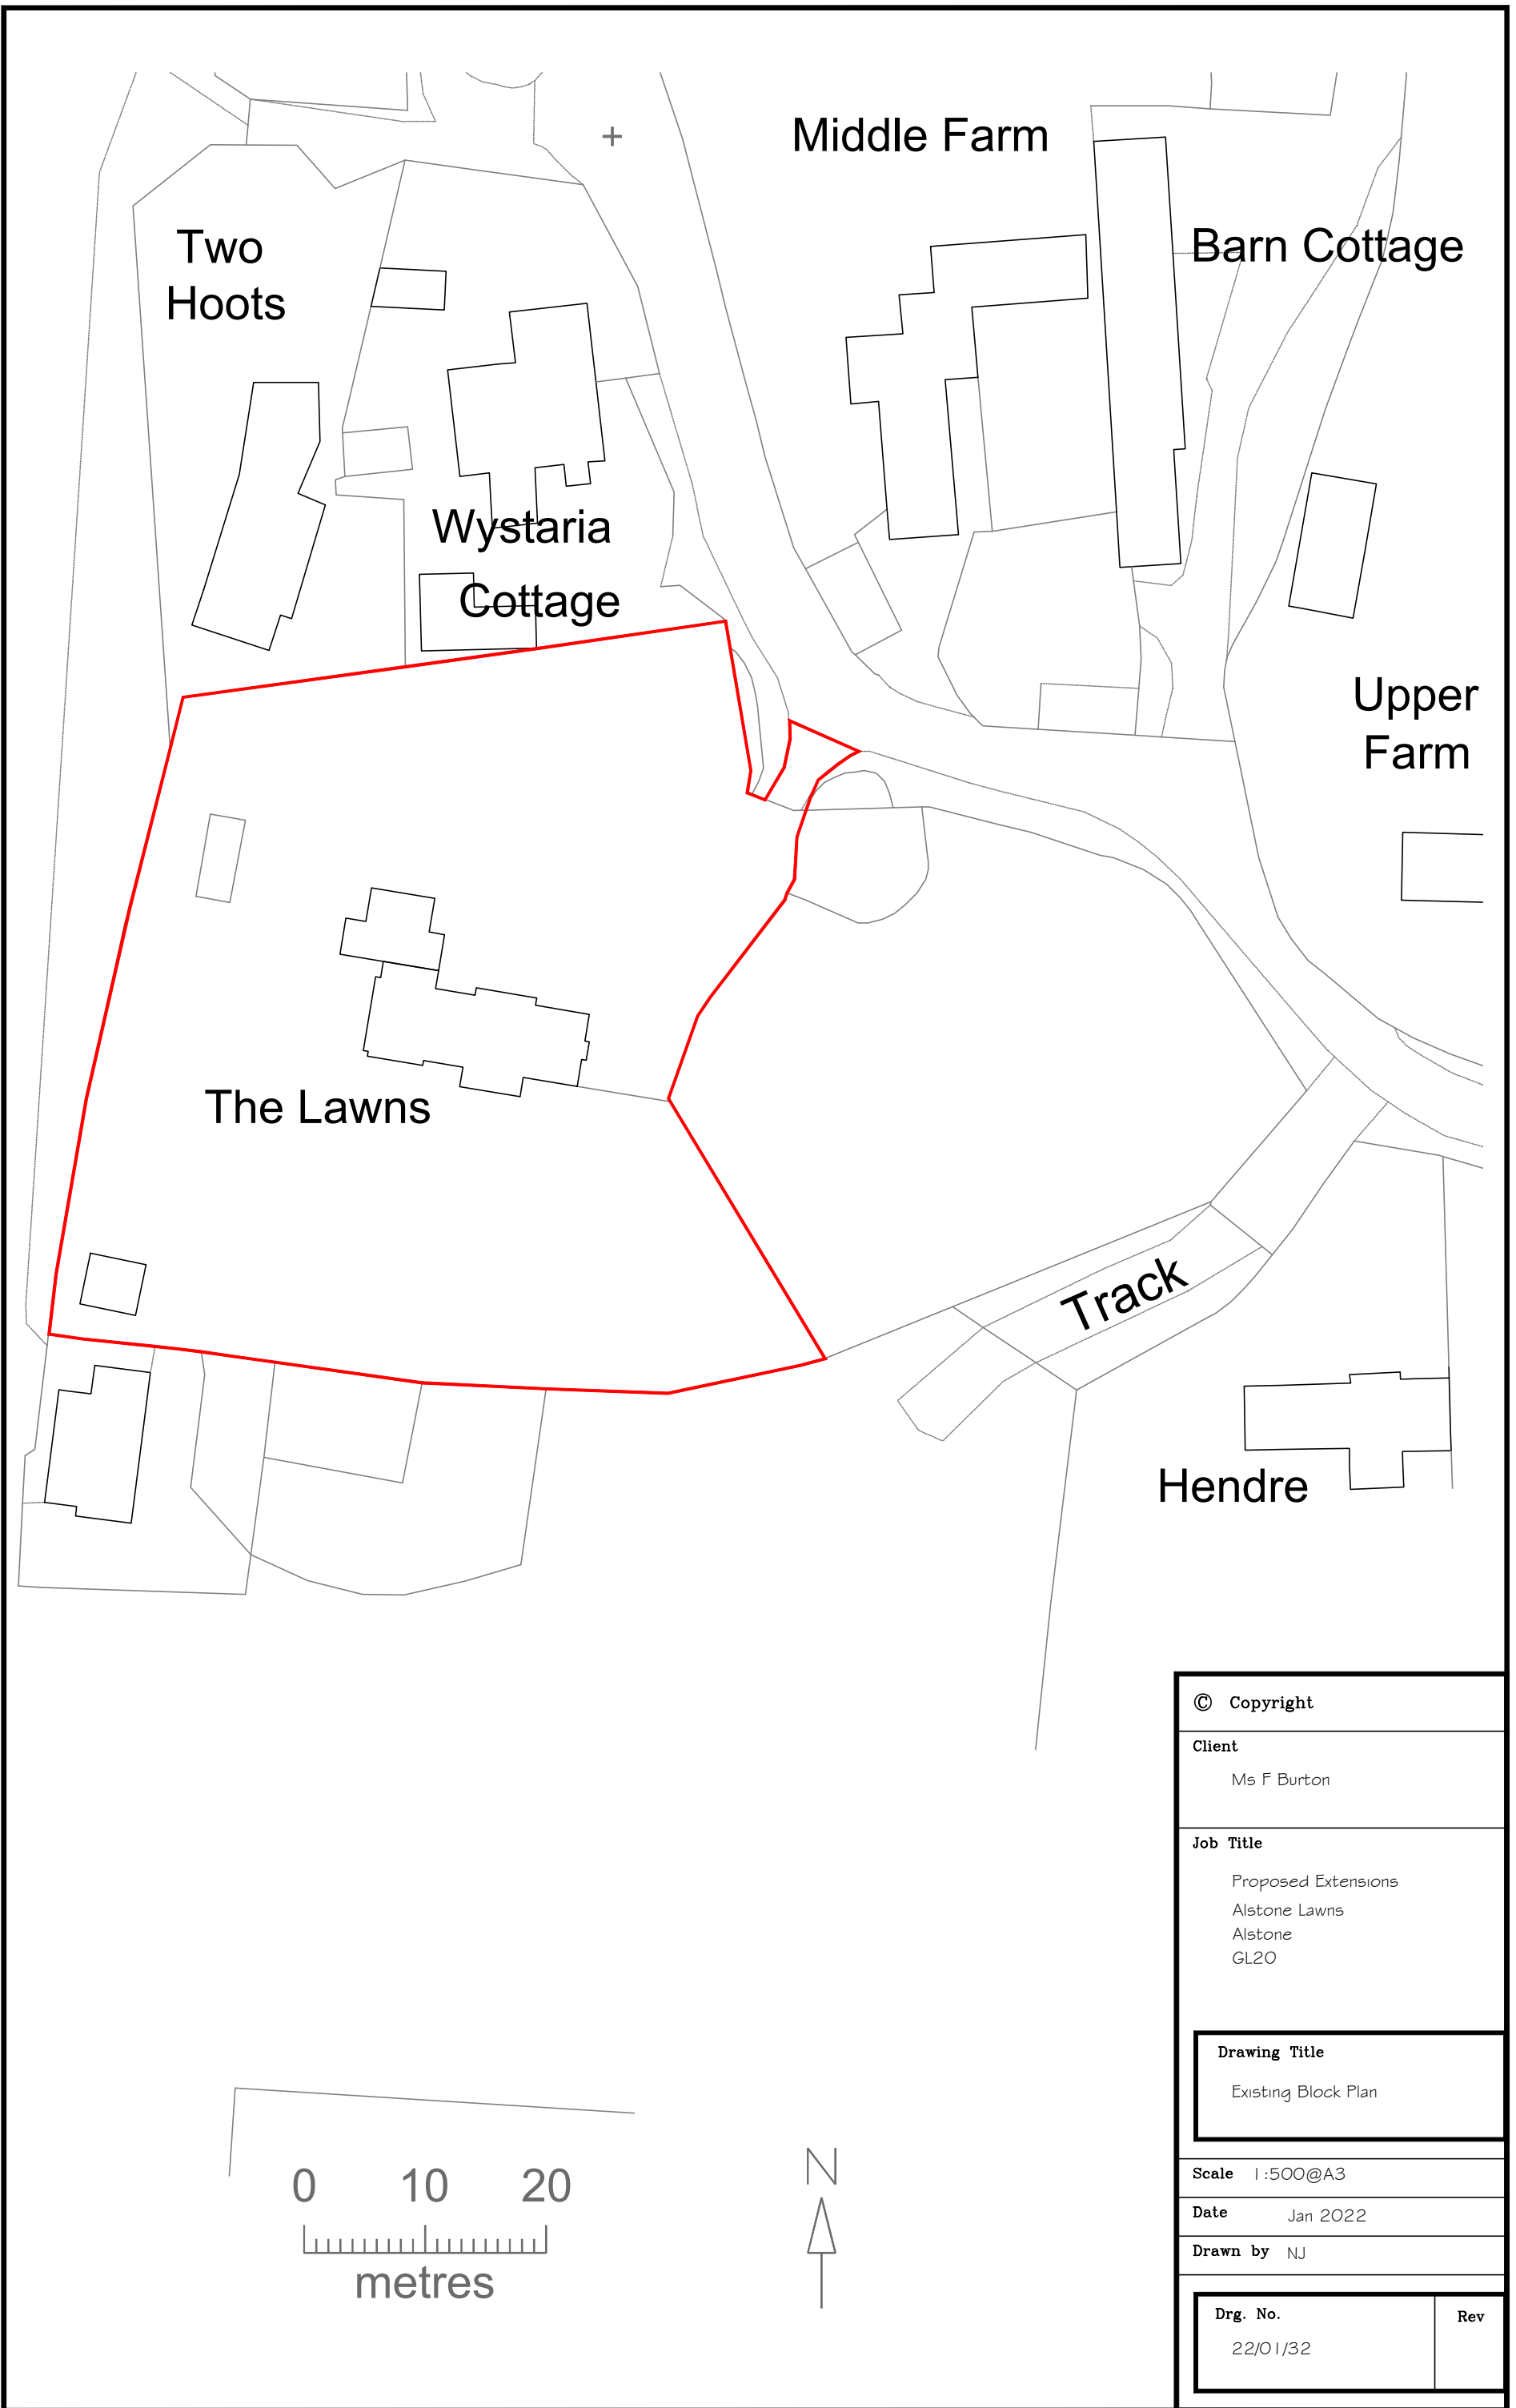 Middle Farm
Two
Hoots
Barn Cottage
Wystaria
Cottage
Upper
Farm
The Lawns
Track
Hendre
© Copyright
Client
Ms F Burton
Job Title
Proposed Extensions
Alstone Lawns
Alstone
GL20
Drawing Title
Existing Block Plan
Scale 1:500@A3
Date Jan 2022
Drawn by NJ
Drg. No. Rev
22/01/32
0 10 20
metres
N